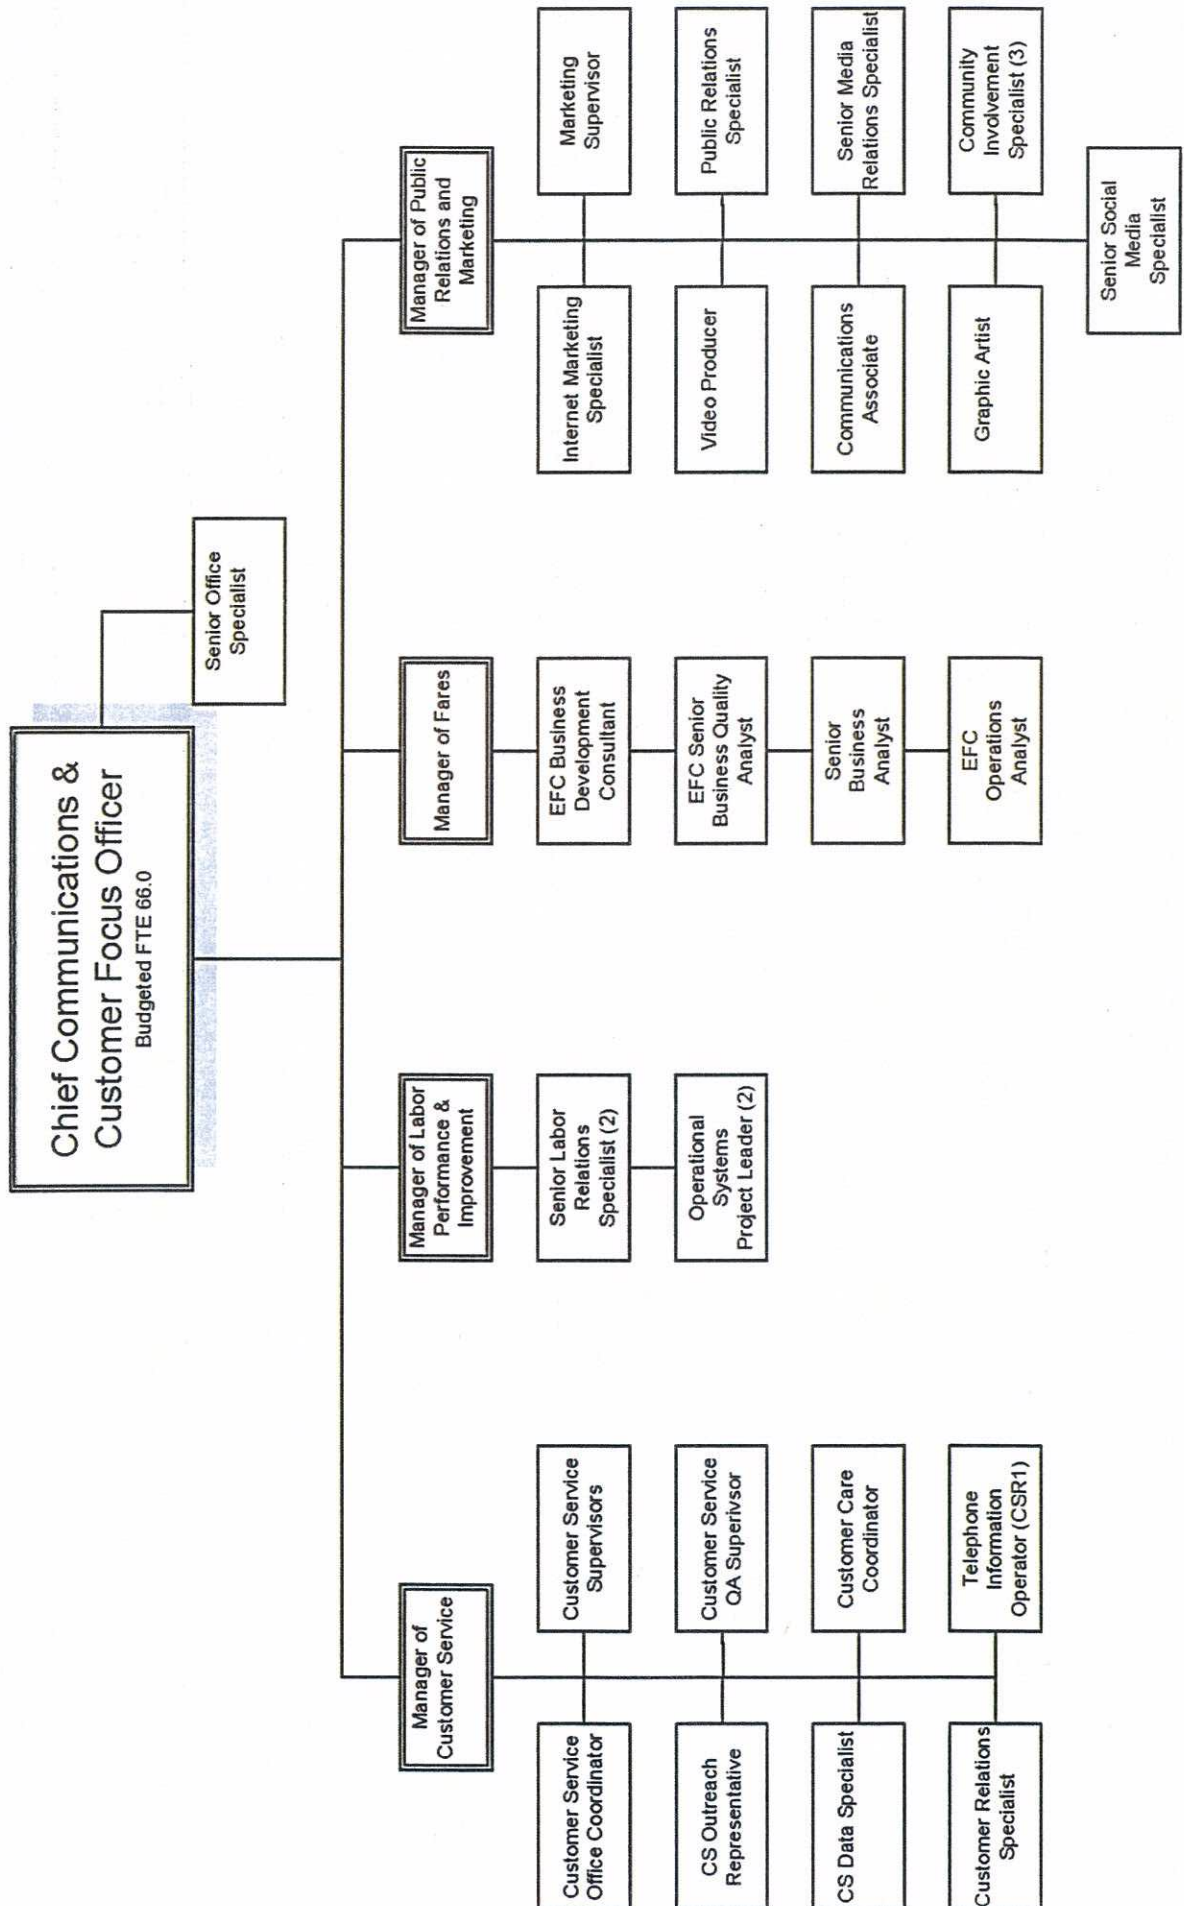 Chief Communications &
Customer Focus Officer
Budgeted FTE 66.0
Senior Office
Specialist
Manager of
Customer Service
Manager of Labor
Performance &
Improvement
Manager of Fares
Manager of Public
Relations and
Marketing
Customer Service
Office Coordinator
Customer Service
Supervisors
CS Outreach
Representative
Customer Service
QA Superivsor
CS Data Specialist
Customer Care
Coordinator
Customer Relations
Specialist
Telephone
Information
Operator (CSR1)
Senior Labor
Relations
Specialist (2)
Operational
Systems
Project Leader (2)
EFC Business
Development
Consultant
EFC Senior
Business Quality
Analyst
Senior
Business
Analyst
EFC
Operations
Analyst
Internet Marketing
Specialist
Marketing
Supervisor
Video Producer
Public Relations
Specialist
Communications
Associate
Senior Media
Relations Specialist
Graphic Artist
Community
Involvement
Specialist (3)
Senior Social
Media
Specialist